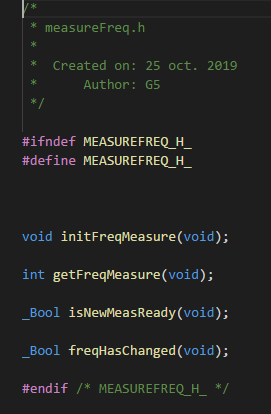 /*
 * measureFreq.h
 *
 *  Created on: 25 oct. 2019
 *      Author: G5
 */

#ifndef MEASUREFREQ_H_
#define MEASUREFREQ_H_

void initFreqMeasure(void);

int getFreqMeasure(void);

_Bool isNewMeasReady(void);

_Bool freqHasChanged(void);

#endif /* MEASUREFREQ_H_ */